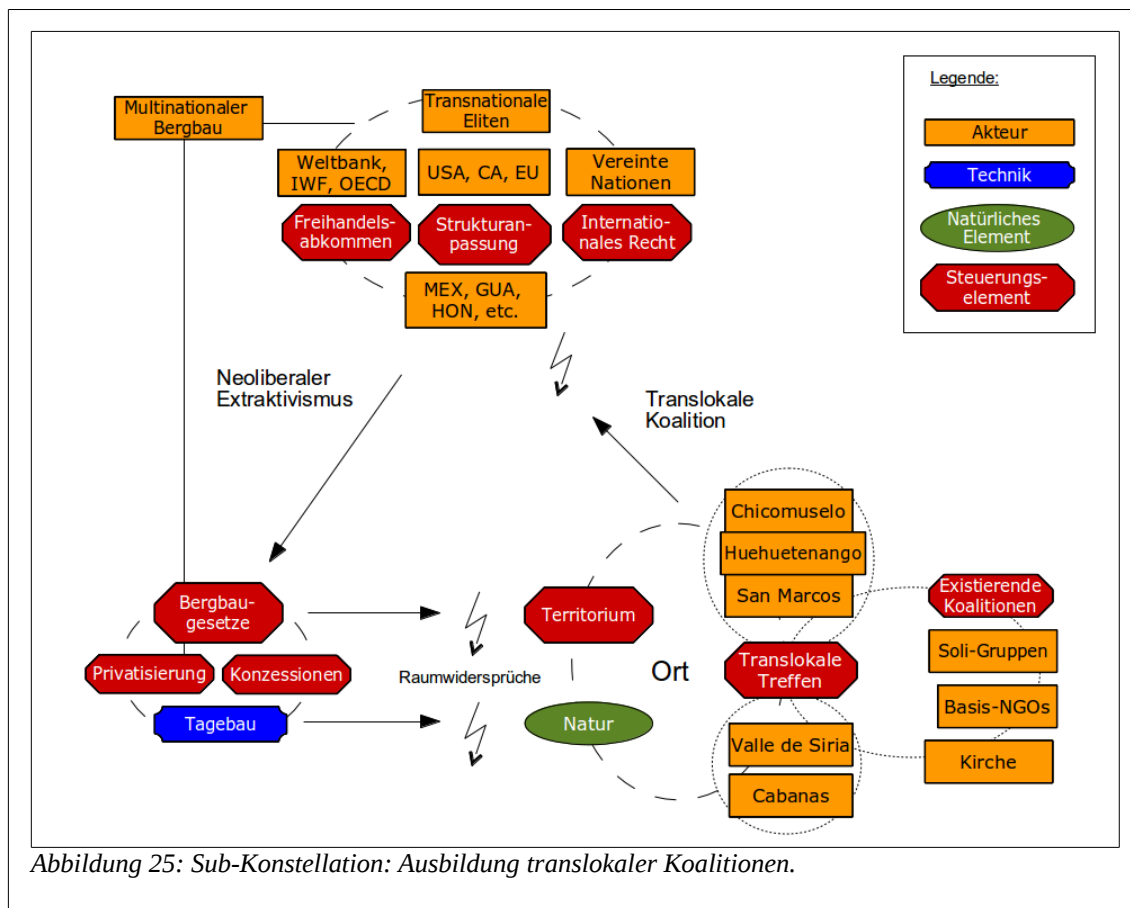 Multinationaler
Bergbau
Transnationale
Eliten
Weltbank,
IWF, OECD
USA, CA, EU
Vereinte
Nationen
Freihandels-
abkommen
Strukturan-
passung
Internatio-
nales Recht
MEX, GUA,
HON, etc.
Legende:
Akteur
Technik
Natürliches
Element
Steuerungs-
element
Neoliberaler
Extraktivismus
Translokale
Koalition
Bergbau-
gesetze
Privatisierung
Konzessionen
Tagebau
Raumwidersprüche
Territorium
Ort
Natur
Chicomuselo
Huehuetenango
San Marcos
Translokale
Treffen
Valle de Siria
Cabanas
Existierende
Koalitionen
Soli-Gruppen
Basis-NGOs
Kirche
Abbildung 25: Sub-Konstellation: Ausbildung translokaler Koalitionen.